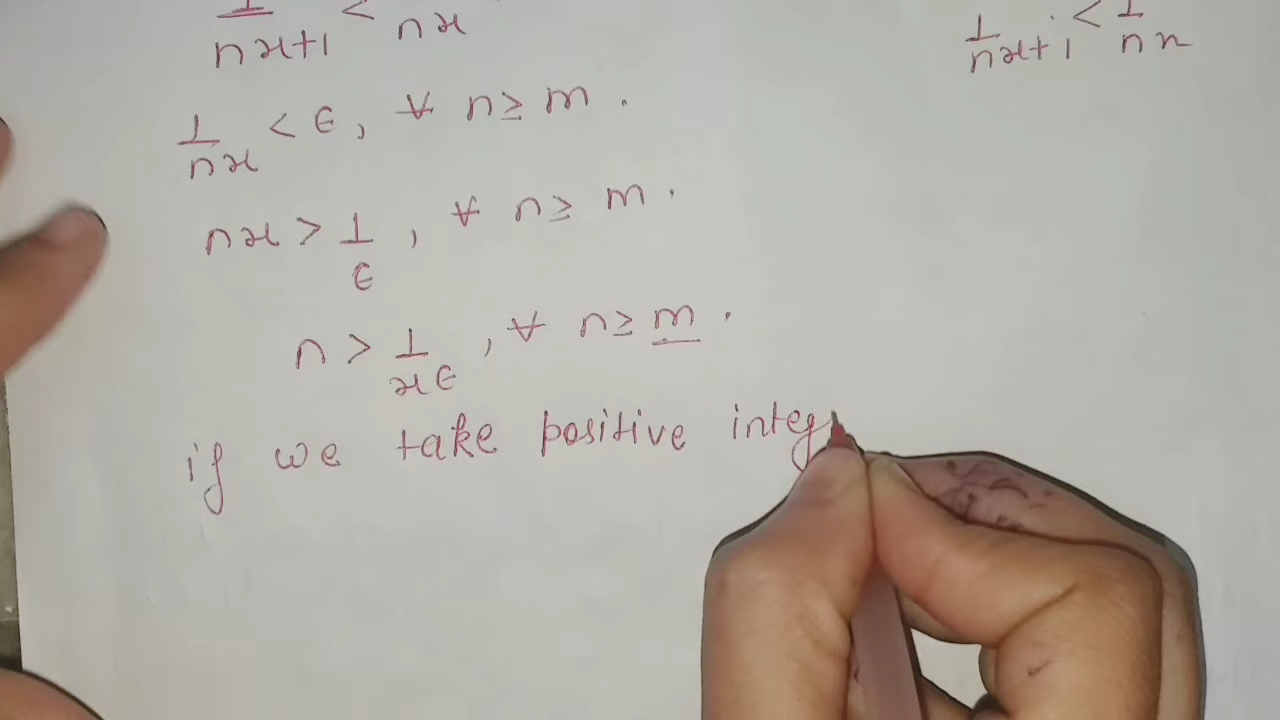 1/(nx+1) < 1/(nx)
1/(nx+1) < 1/(nx)
1/(nx) < ε, ∀ n ≥ m.
nx > 1/ε, ∀ n ≥ m.
n > 1/(xε), ∀ n ≥ m.
if we take positive integ